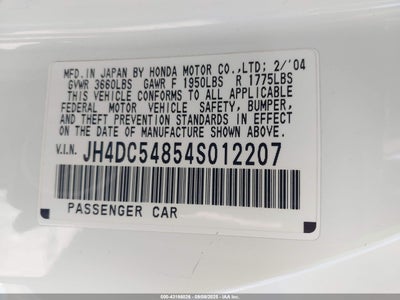 MFD.IN JAPAN BY HONDA MOTOR CO.,LTD; 2/'04
GVWR 3660LBS GAWR F 1950LBS R 1775LBS
THIS VEHICLE CONFORMS TO ALL APPLICABLE
FEDERAL MOTOR VEHICLE SAFETY, BUMPER,
AND THEFT PREVENTION STANDARDS IN EFFECT
ON THE DATE OF MANUFACTURE SHOWN ABOVE.
V.I.N. JH4DC54854S012207
PASSENGER CAR